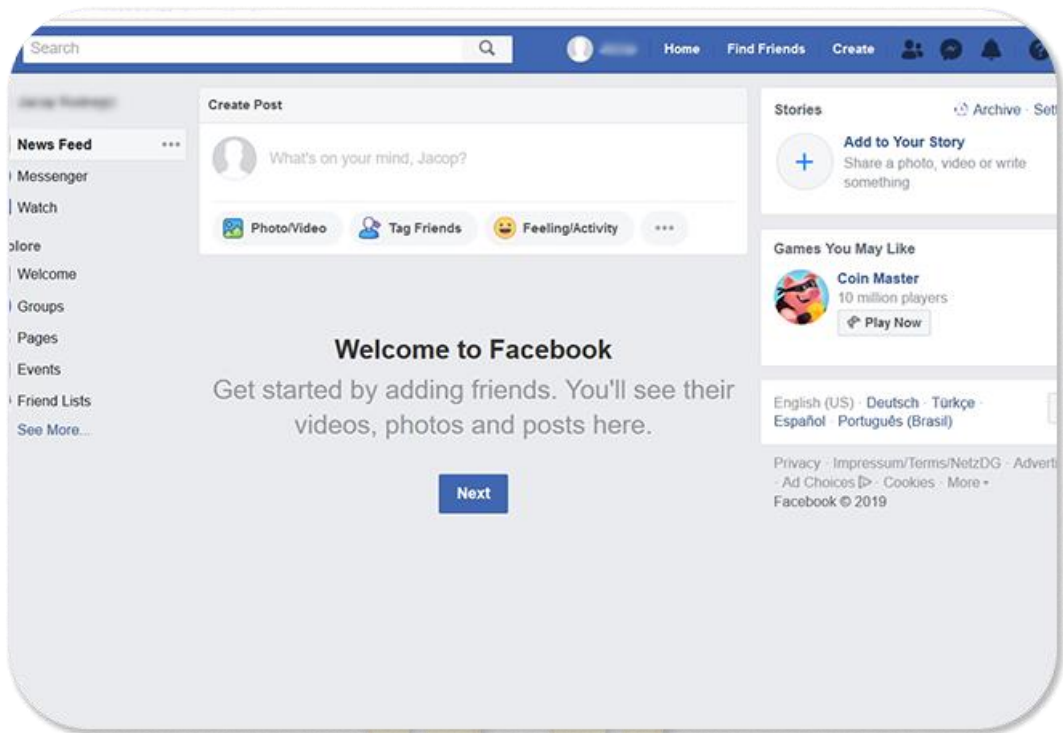 Search
Home Find Friends Create
News Feed
Messenger
Watch
plore
Welcome
Groups
Pages
Events
Friend Lists
See More...
Create Post
What's on your mind, Jacop?
Photo/Video Tag Friends Feeling/Activity
Welcome to Facebook
Get started by adding friends. You'll see their
videos, photos and posts here.
Next
Stories Archive · Sett
Add to Your Story
Share a photo, video or write
something
Games You May Like
Coin Master
10 million players
Play Now
English (US) · Deutsch · Türkçe ·
Español · Português (Brasil)
Privacy · Impressum/Terms/NetzDG · Adverti
· Ad Choices · Cookies · More
Facebook © 2019